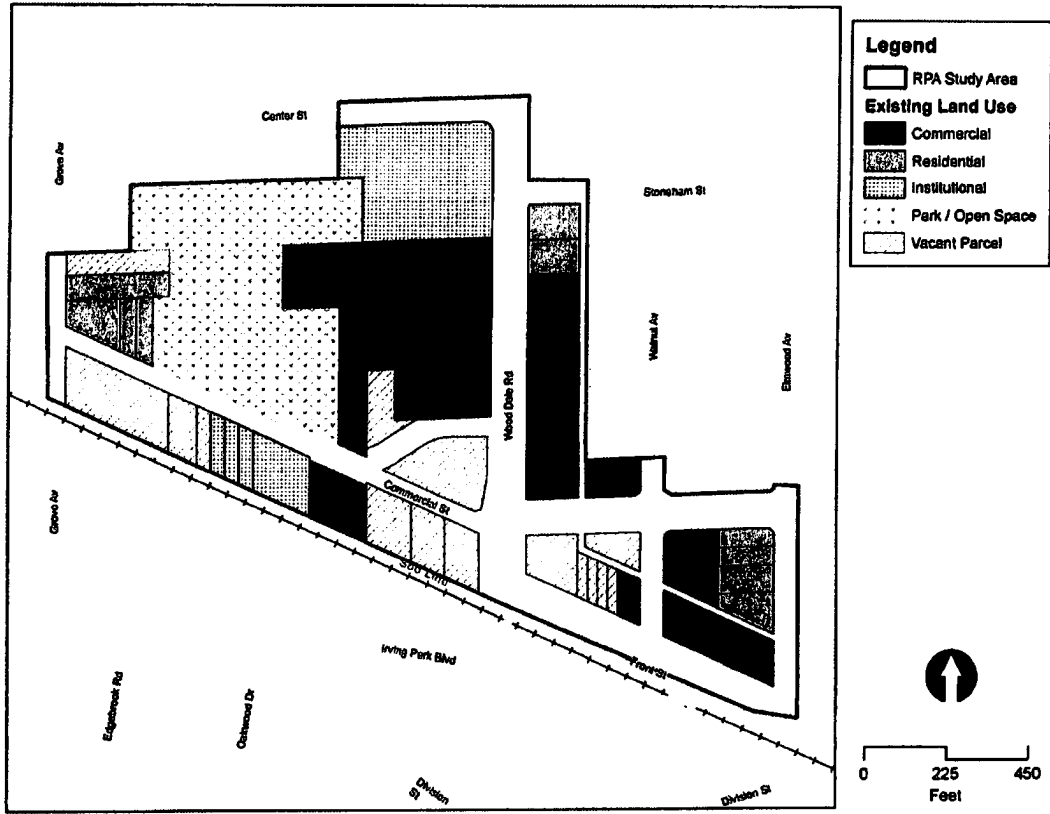 Center St
Grove Av
Stoneham St
Walnut Av
Elmwood Av
Wood Dale Rd
Commercial St
Grove Av
Soo Line
Irving Park Blvd
Front St
Edgebrook Rd
Oakwood Dr
Division
St
Division St
Legend
RPA Study Area
Existing Land Use
Commercial
Residential
Institutional
Park / Open Space
Vacant Parcel
0 225 450
Feet